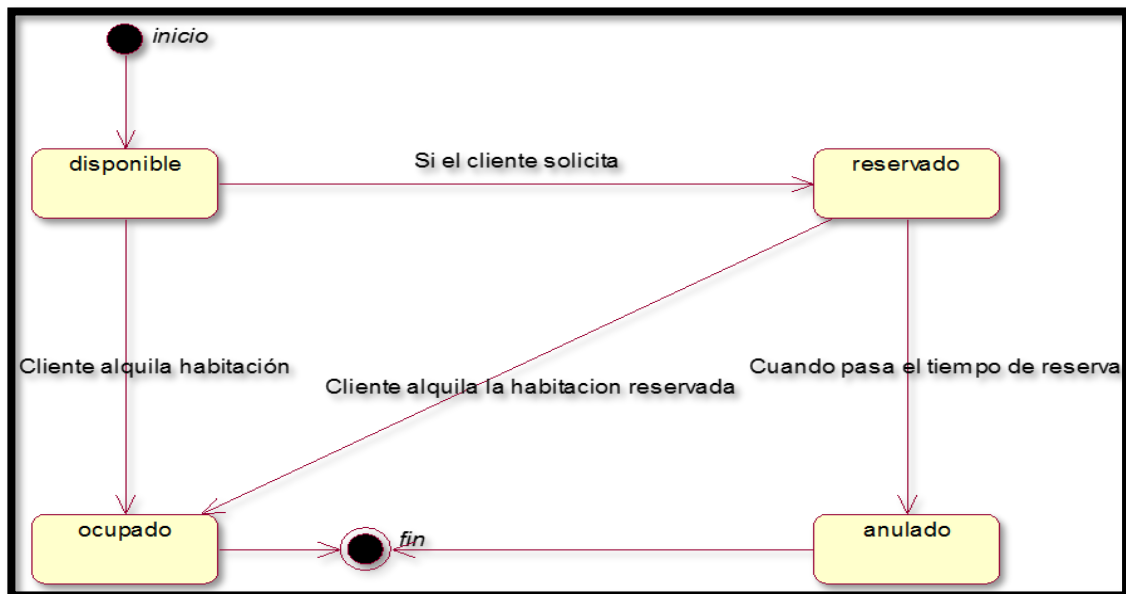 inicio
disponible
Si el cliente solicita
reservado
Cliente alquila habitación
Cliente alquila la habitacion reservada
Cuando pasa el tiempo de reserva
ocupado
fin
anulado